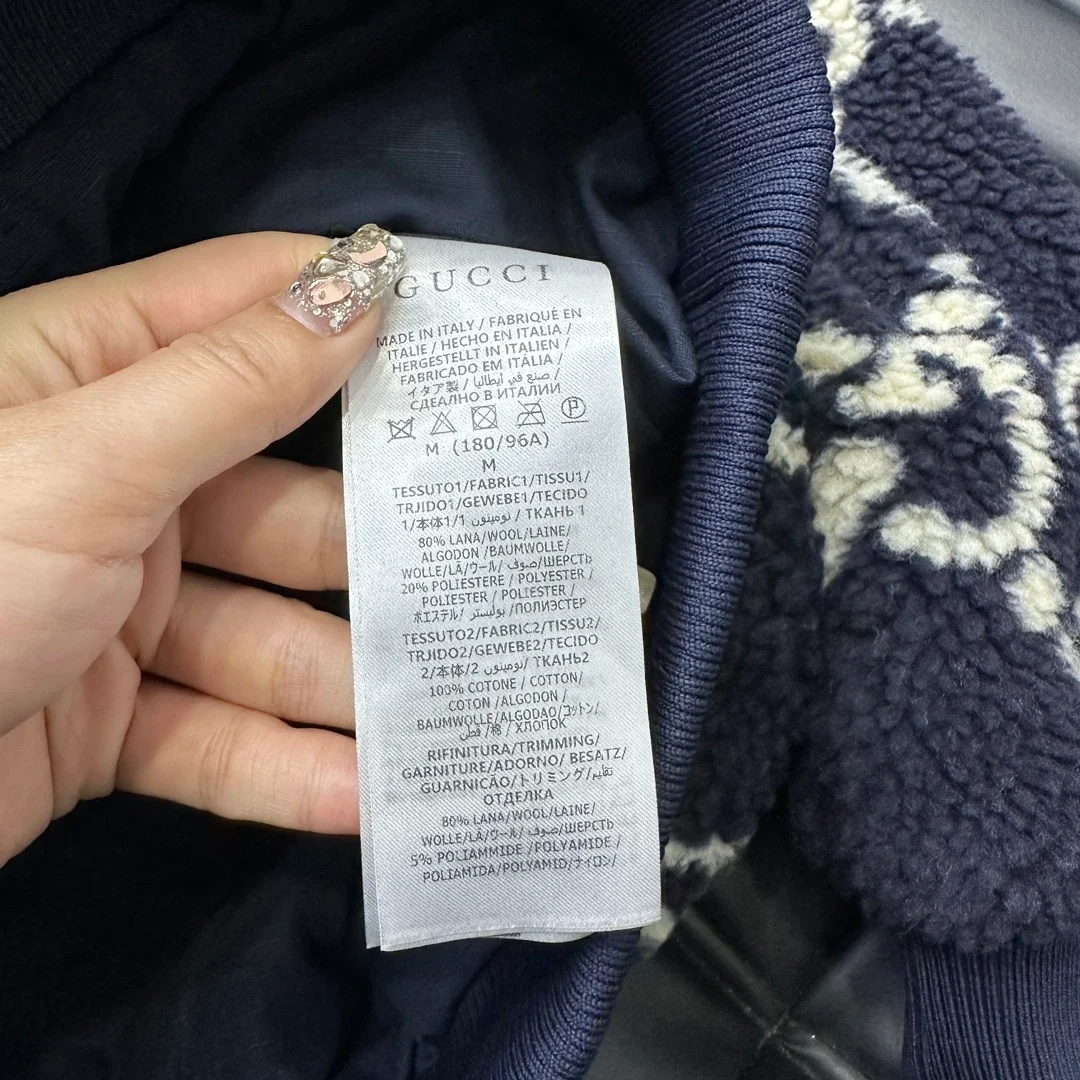 GUCCI
MADE IN ITALY / FABRIQUÉ EN
ITALIE / HECHO EN ITALIA /
HERGESTELLT IN ITALIEN /
FABRICADO EM ITÁLIA /
イタア製 / صنع في ايطاليا /
СДЕЛАНО В ИТАЛИИ
P
M (180/96A)
M
TESSUTO1/FABRIC1/TISSU1/
TRJIDO1/GEWEBE1/TECIDO
1/本体1/1 نومينون / ТКАНЬ 1
80% LANA/WOOL/LAINE/
ALGODON /BAUMWOLLE/
WOLLE/LÃ/ウール/صوف/ШЕРСТЬ
20% POLIESTERE / POLYESTER /
POLIESTER / POLIESTER /
ポエステル/ بوليستر /ПОЛИЭСТЕР
TESSUTO2/FABRIC2/TISSU2/
TRJIDO2/GEWEBE2/TECIDO
2/本体/2 نومينون/ ТКАНЬ2
100% COTONE / COTTON/
COTON /ALGODON /
BAUMWOLLE/ALGODAO/コットン/
قطن /棉 / ХЛОПОК
RIFINITURA/TRIMMING/
GARNITURE/ADORNO/ BESATZ/
GUARNICAO/トリミング/تقليم/
ОТДЕЛКА
80% LANA/WOOL/LAINE/
WOLLE/LÃ/ウール/ صوف/ШЕРСТЬ
5% POLIAMMIDE /POLYAMIDE /
POLIAMIDA/POLYAMID/ナイロン/